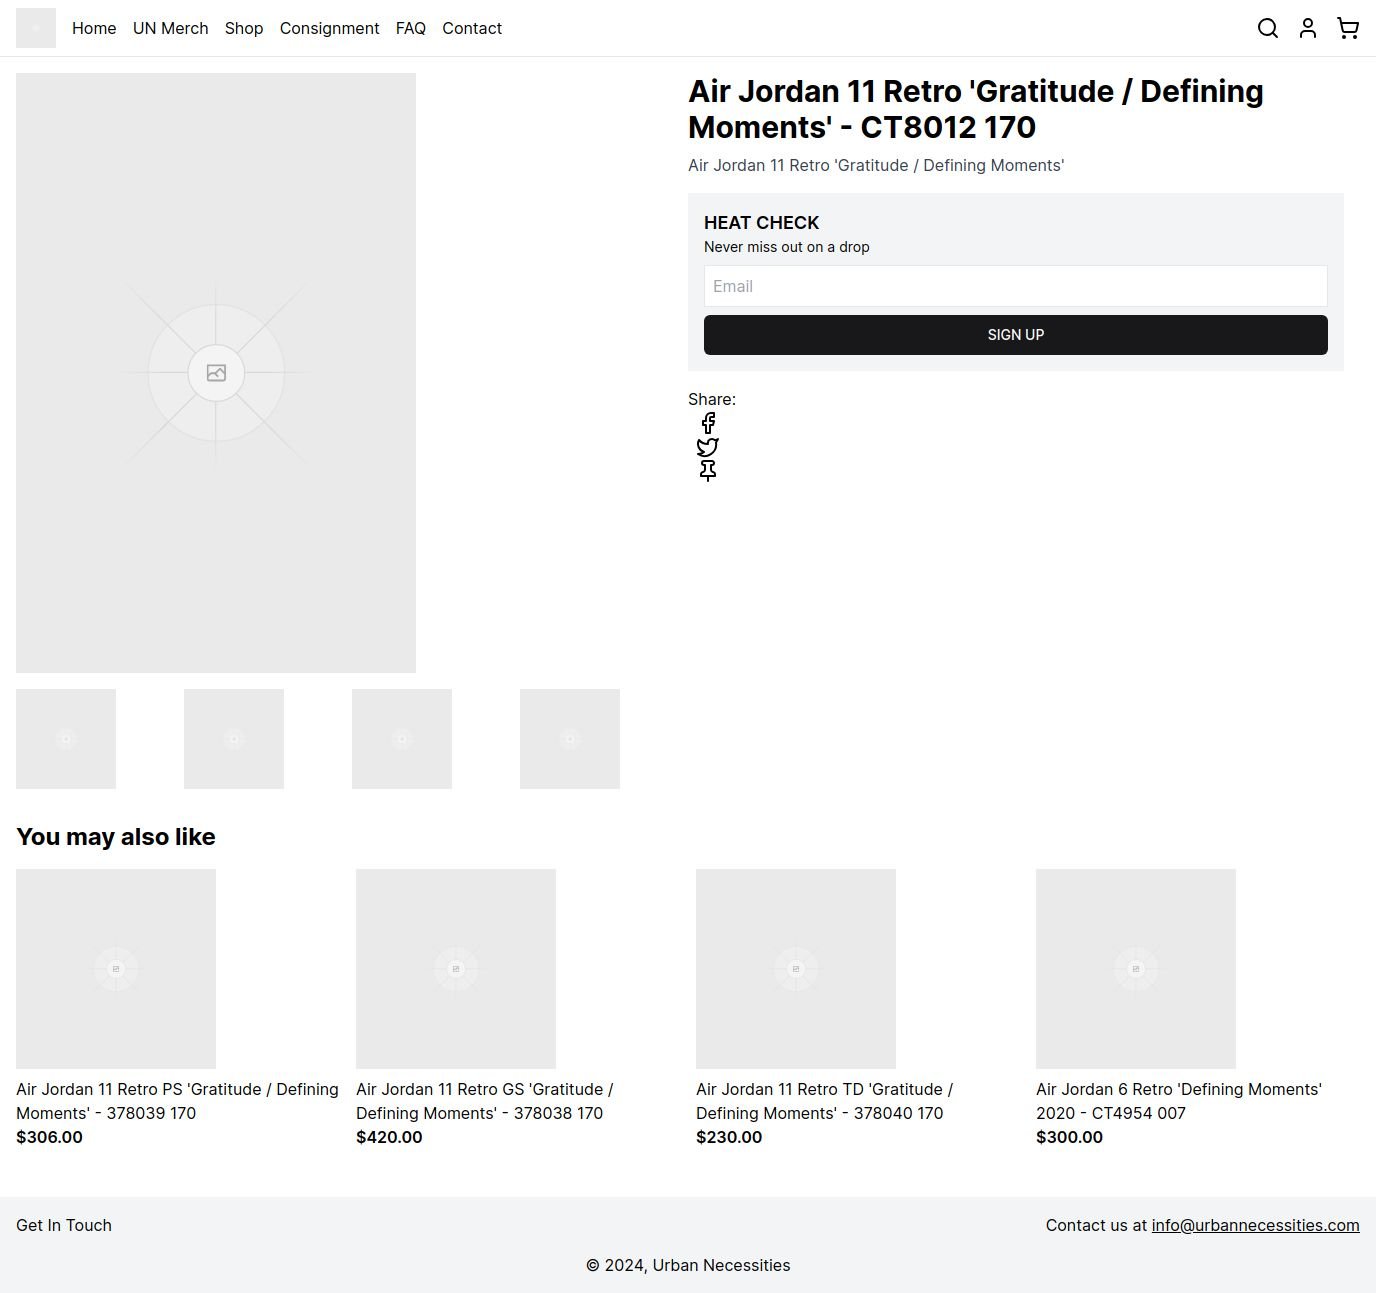 Home UN Merch Shop Consignment FAQ Contact
Air Jordan 11 Retro 'Gratitude / Defining
Moments' - CT8012 170
Air Jordan 11 Retro 'Gratitude / Defining Moments'
HEAT CHECK
Never miss out on a drop
Email
SIGN UP
Share:
You may also like
Air Jordan 11 Retro PS 'Gratitude / Defining
Moments' - 378039 170
$306.00
Air Jordan 11 Retro GS 'Gratitude /
Defining Moments' - 378038 170
$420.00
Air Jordan 11 Retro TD 'Gratitude /
Defining Moments' - 378040 170
$230.00
Air Jordan 6 Retro 'Defining Moments'
2020 - CT4954 007
$300.00
Get In Touch
Contact us at info@urbannecessities.com
© 2024, Urban Necessities